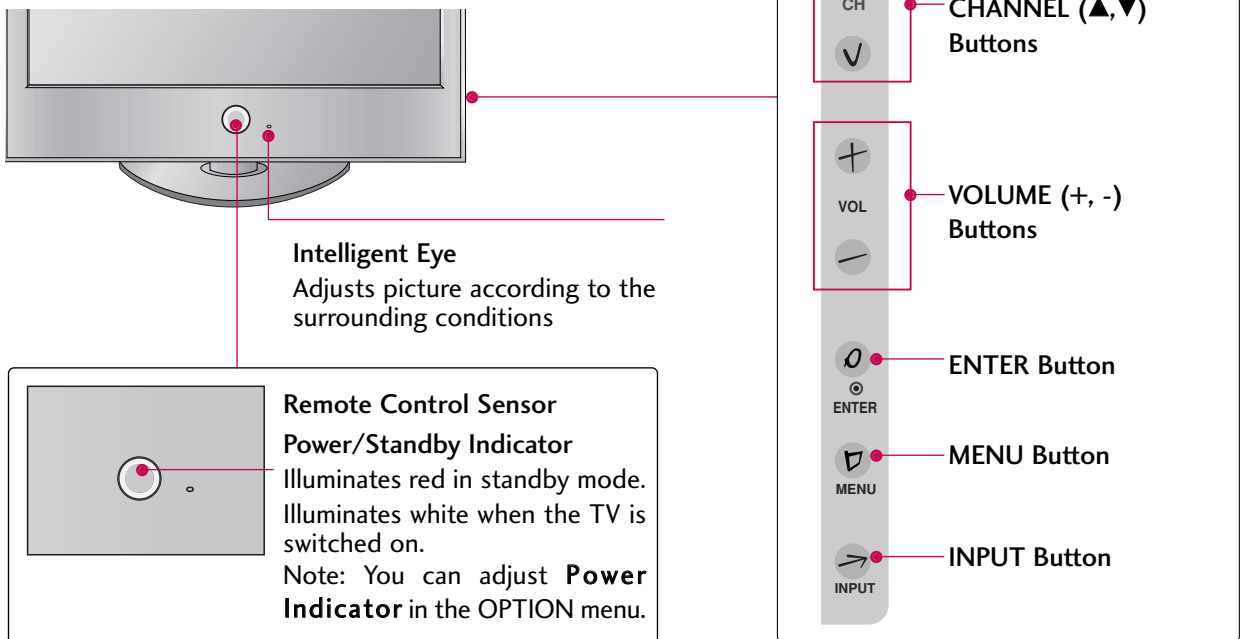 Intelligent Eye
Adjusts picture according to the
surrounding conditions
Remote Control Sensor
Power/Standby Indicator
Illuminates red in standby mode.
Illuminates white when the TV is
switched on.
Note: You can adjust Power
Indicator in the OPTION menu.
CH
CHANNEL (▲,▼)
Buttons
VOL
VOLUME (+, -)
Buttons
ENTER
ENTER Button
MENU
MENU Button
INPUT
INPUT Button